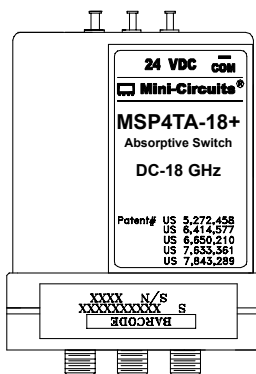 24 VDC COM
Mini-Circuits®
MSP4TA-18+
Absorptive Switch
DC-18 GHz
Patent# US 5,272,458
US 6,414,577
US 6,650,210
US 7,633,361
US 7,843,289
BARCODE
S XXXXXXXXXXX
S/N XXXX